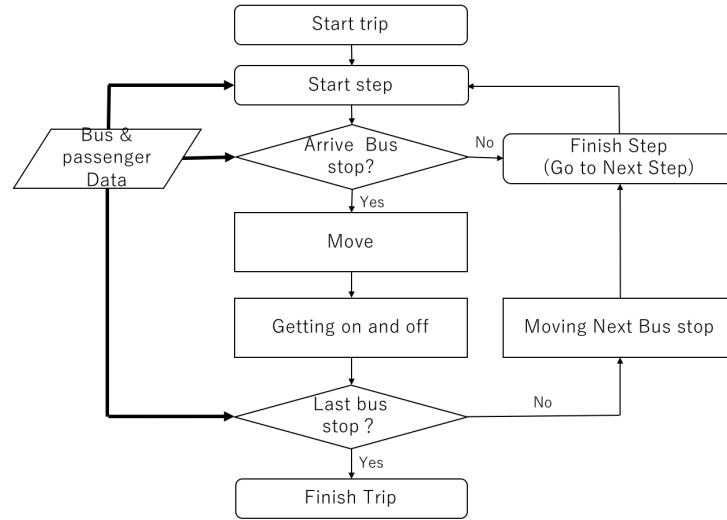 Start trip
Start step
Bus &
passenger
Data
Arrive Bus
stop?
No
Finish Step
(Go to Next Step)
Yes
Move
Getting on and off
Moving Next Bus stop
Last bus
stop ?
No
Yes
Finish Trip